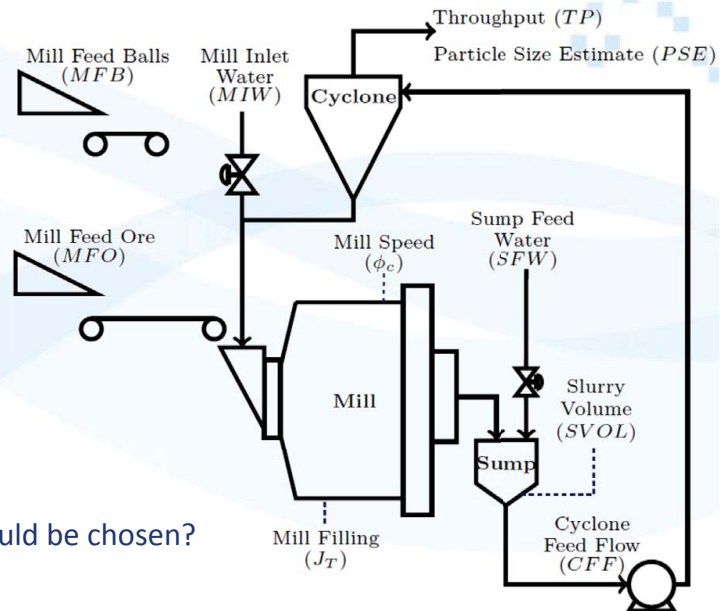 Throughput (TP)
Particle Size Estimate (PSE)
Mill Feed Balls
(MFB)
Mill Inlet
Water
(MIW)
Cyclone
Mill Feed Ore
(MFO)
Mill Speed
(ϕc)
Sump Feed
Water
(SFW)
Mill
Slurry
Volume
(SVOL)
Sump
uld be chosen?
Mill Filling
(JT)
Cyclone
Feed Flow
(CFF)